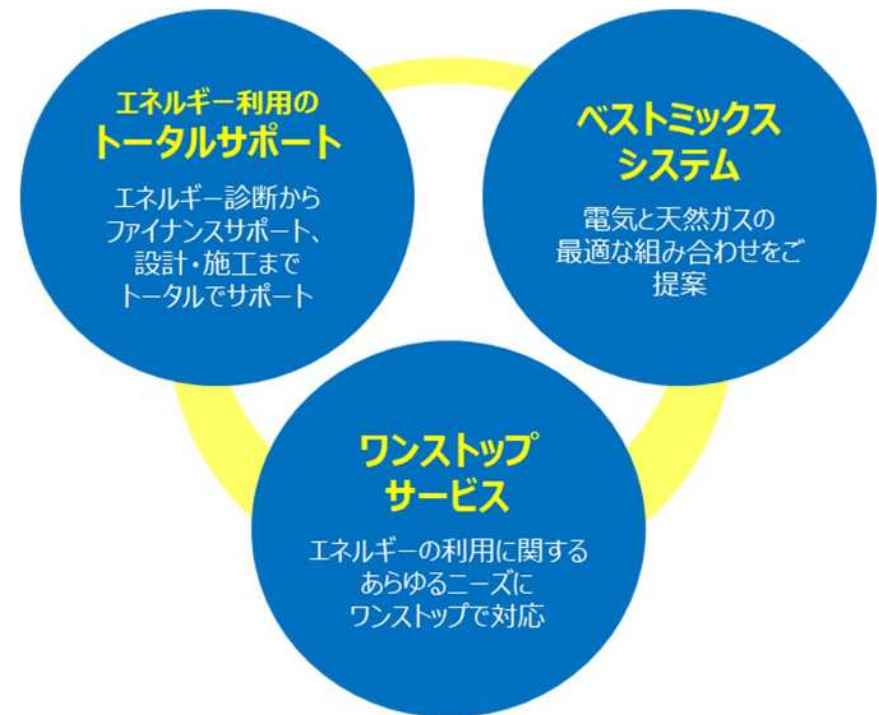 エネルギー利用の
トータルサポート
エネルギー診断から
ファイナンスサポート、
設計・施工まで
トータルでサポート
ベストミックス
システム
電気と天然ガスの
最適な組み合わせをご
提案
ワンストップ
サービス
エネルギーの利用に関する
あらゆるニーズに
ワンストップで対応